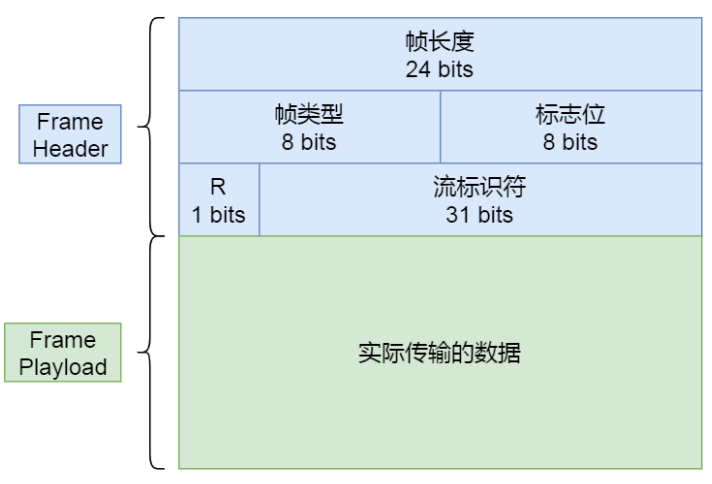 帧长度
24 bits
帧类型
8 bits
标志位
8 bits
Frame
Header
R
1 bits
流标识符
31 bits
Frame
Playload
实际传输的数据